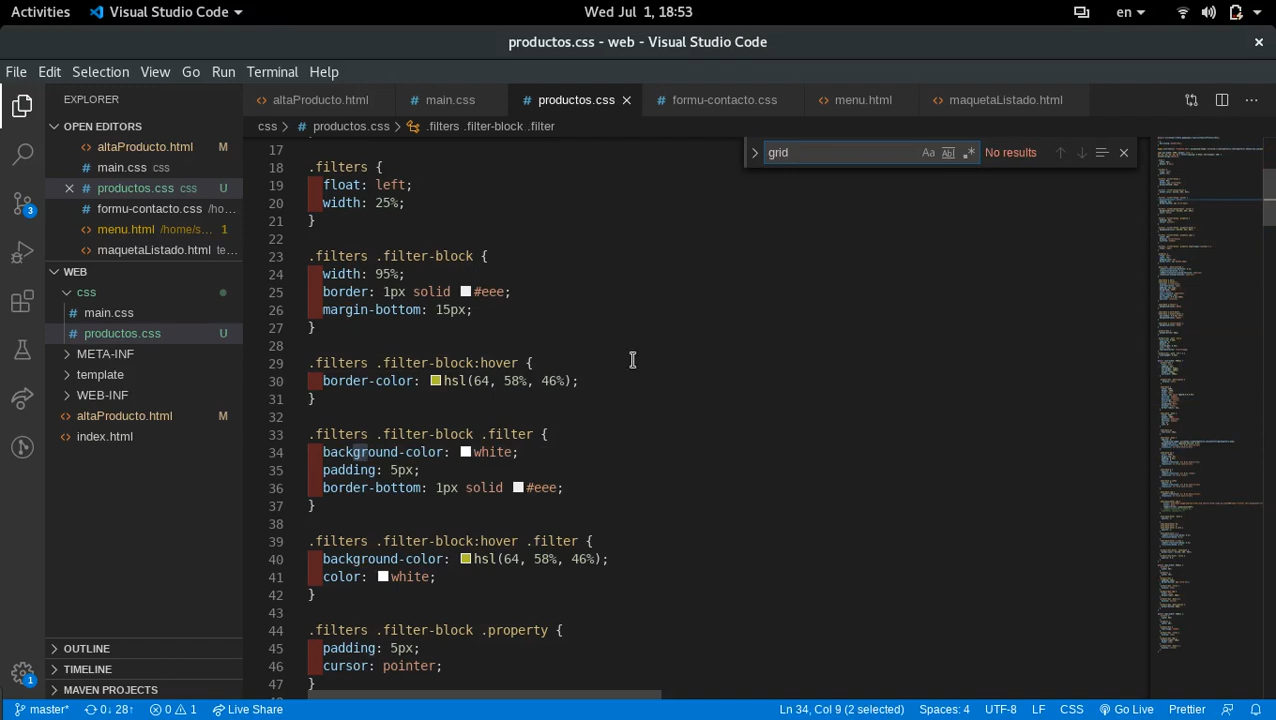 Activities
Visual Studio Code
Wed Jul 1, 18:53
en
productos.css - web - Visual Studio Code
File Edit Selection View Go Run Terminal Help
EXPLORER
OPEN EDITORS
altaProducto.html M
main.css css
productos.css css U
formu-contacto.css /ho...
menu.html /home/s... 1
maquetaListado.html te...
WEB
css
main.css
productos.css U
META-INF
template
WEB-INF
altaProducto.html M
index.html
OUTLINE
TIMELINE
MAVEN PROJECTS
3
1
altaProducto.html
main.css
productos.css
formu-contacto.css
menu.html
maquetaListado.html
css > productos.css > .filters .filter-block .filter
grid
Aa
No results
17
18 .filters {
19 float: left;
20 width: 25%;
21 }
22
23 .filters .filter-block {
24 width: 95%;
25 border: 1px solid #eee;
26 margin-bottom: 15px;
27 }
28
29 .filters .filter-block:hover {
30 border-color: hsl(64, 58%, 46%);
31 }
32
33 .filters .filter-block .filter {
34 background-color: white;
35 padding: 5px;
36 border-bottom: 1px solid #eee;
37 }
38
39 .filters .filter-block:hover .filter {
40 background-color: hsl(64, 58%, 46%);
41 color: white;
42 }
43
44 .filters .filter-block .property {
45 padding: 5px;
46 cursor: pointer;
47 }
master* 0↓ 28↑ 0 1 Live Share
Ln 34, Col 9 (2 selected) Spaces: 4 UTF-8 LF CSS Go Live Prettier